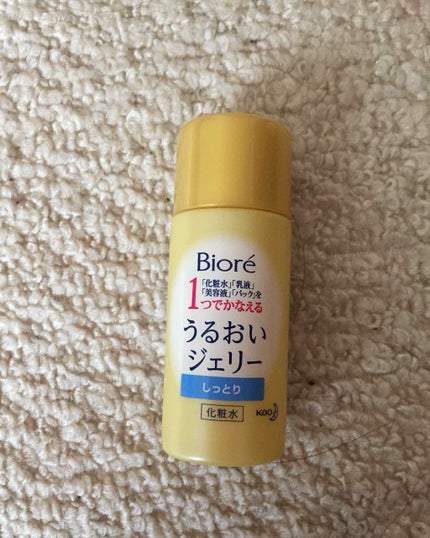 Bioré
「化粧水」「乳液」
「美容液」「パック」を
1つでかなえる
うるおい
ジェリー
しっとり
化粧水
Kao